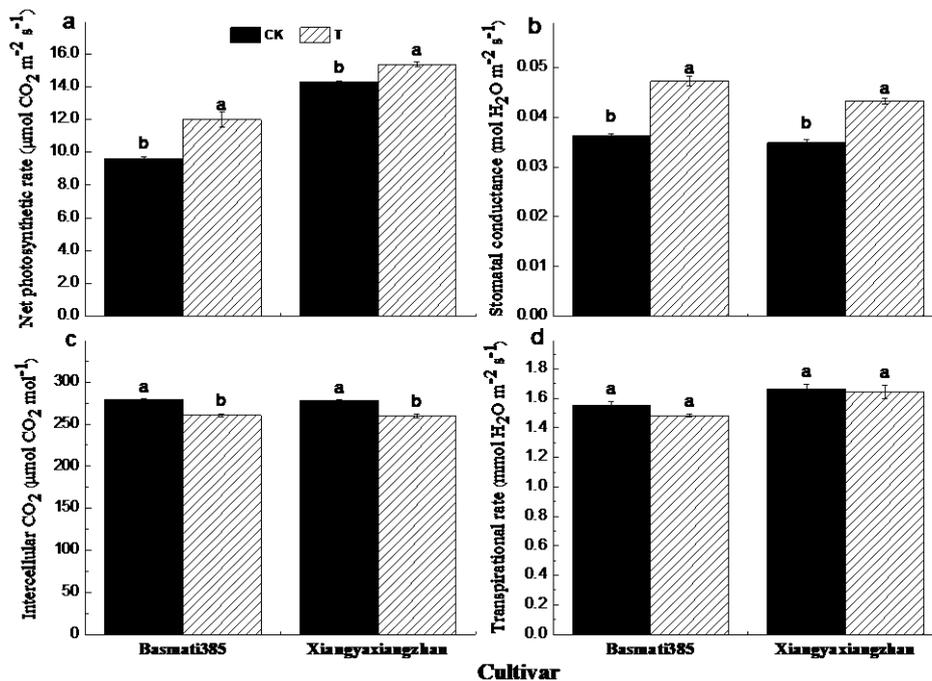 a
CK
T
Net photosynthetic rate (μmol CO2 m-2 s-1)
16.0
14.0
12.0
10.0
8.0
6.0
4.0
2.0
0.0
b
a
b
a
b
Stomatal conductance (mol H2O m-2 s-1)
0.05
0.04
0.03
0.02
0.01
0.00
b
a
b
a
c
Intercellular CO2 (μmol CO2 mol-1)
300
250
200
150
100
50
0
a
b
a
b
Basmati385
Xiangyaxiangzhan
d
Transpirational rate (mmol H2O m-2 s-1)
1.8
1.6
1.4
1.2
1.0
0.8
0.6
0.4
0.2
0.0
a
a
a
a
Basmati385
Xiangyaxiangzhan
Cultivar